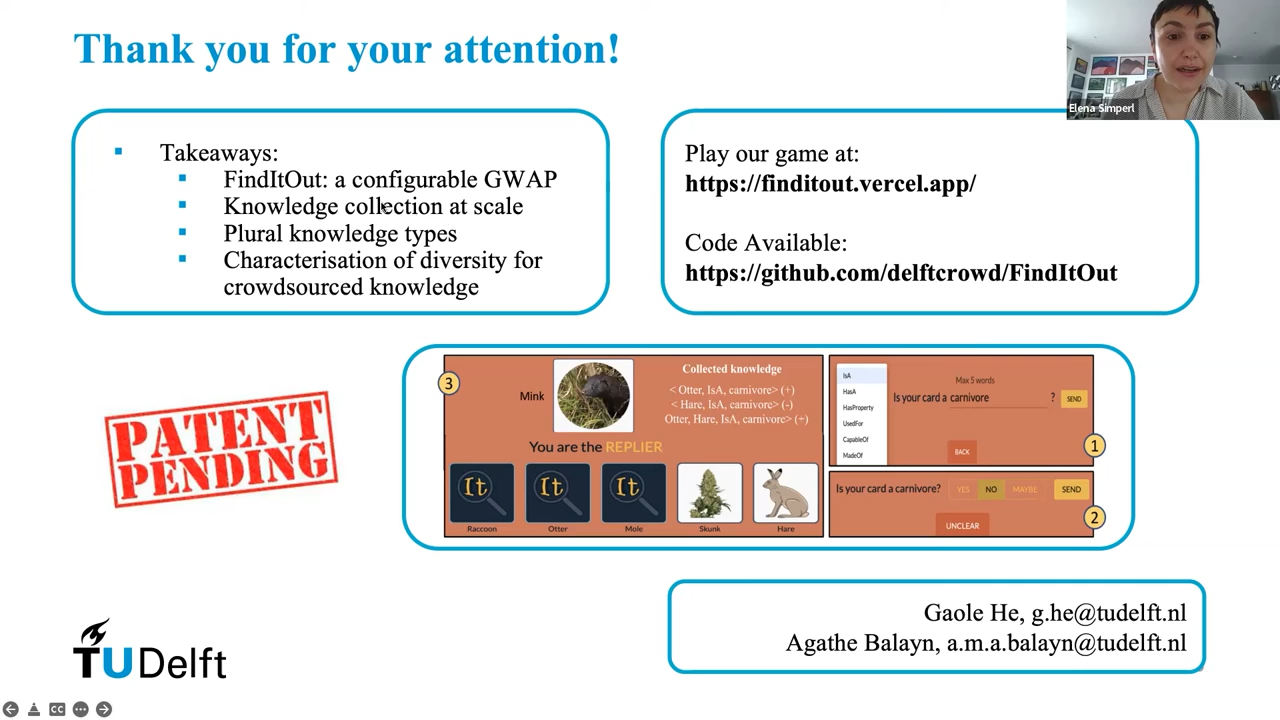 Thank you for your attention!
Elena Simperl
Takeaways:
FindItOut: a configurable GWAP
Knowledge collection at scale
Plural knowledge types
Characterisation of diversity for
crowdsourced knowledge
Play our game at:
https://finditout.vercel.app/
Code Available:
https://github.com/delftcrowd/FindItOut
PATENT
PENDING
3
Mink
Collected knowledge
< Otter, IsA, carnivore> (+)
< Hare, IsA, carnivore> (-)
Otter, Hare, IsA, carnivore> (+)
You are the REPLIER
It
It
It
Raccoon
Otter
Mole
Skunk
Hare
IsA
HasA
HasProperty
UsedFor
CapableOf
MadeOf
Max 5 words
Is your card a carnivore ? SEND
BACK
1
Is your card a carnivore? YES NO MAYBE SEND
UNCLEAR
2
Gaole He, g.he@tudelft.nl
Agathe Balayn, a.m.a.balayn@tudelft.nl
TU Delft
CC